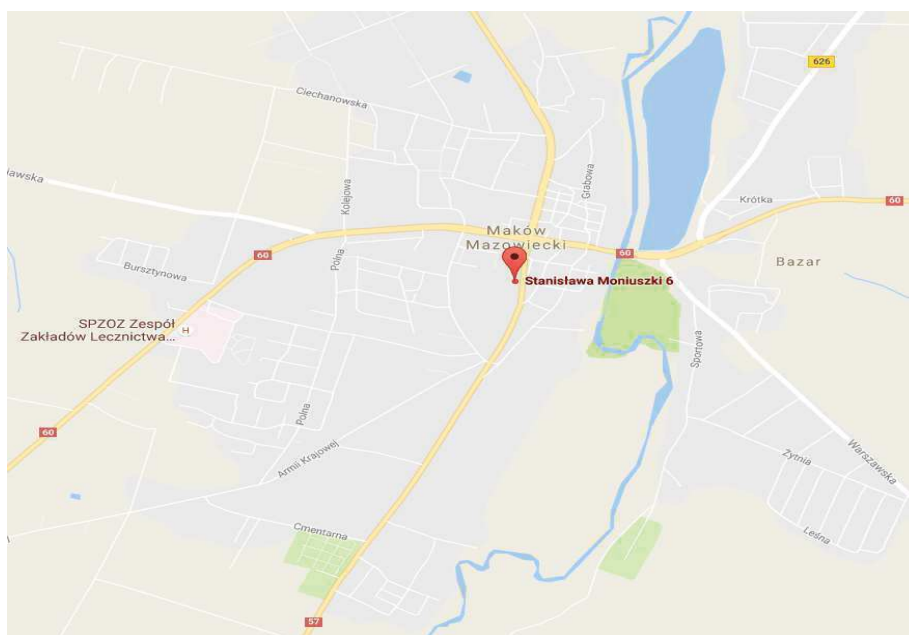 626
Ciechanowska
Grabowa
Kolejowa
Krótka
60
Maków
Mazowiecki
60
60
Polna
Bazar
Bursztynowa
Stanisława Moniuszki 6
SPZOZ Zespół
Zakładów Lecznictwa...
H
Sportowa
Polna
60
Armii Krajowej
Żytnia
Warszawska
Cmentarna
Leśna
57